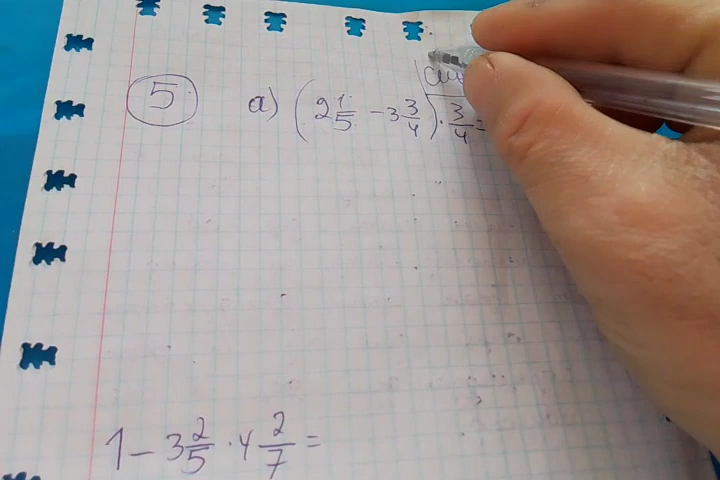 5 a) (2 1/5 - 3 3/4) · 3/4 =
1 - 3 2/5 · 4 2/7 =